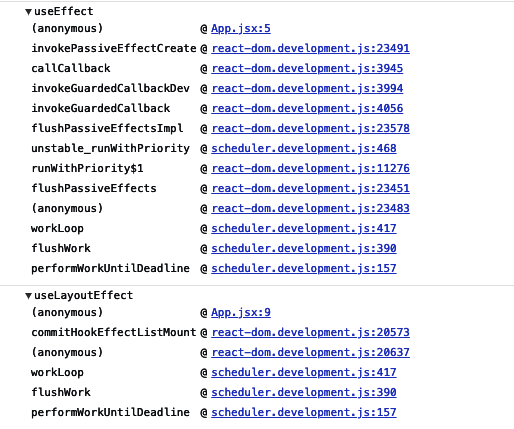 ▼useEffect
(anonymous) @ App.jsx:5
invokePassiveEffectCreate @ react-dom.development.js:23491
callCallback @ react-dom.development.js:3945
invokeGuardedCallbackDev @ react-dom.development.js:3994
invokeGuardedCallback @ react-dom.development.js:4056
flushPassiveEffectsImpl @ react-dom.development.js:23578
unstable_runWithPriority @ scheduler.development.js:468
runWithPriority$1 @ react-dom.development.js:11276
flushPassiveEffects @ react-dom.development.js:23451
(anonymous) @ react-dom.development.js:23483
workLoop @ scheduler.development.js:417
flushWork @ scheduler.development.js:390
performWorkUntilDeadline @ scheduler.development.js:157
▼useLayoutEffect
(anonymous) @ App.jsx:9
commitHookEffectListMount @ react-dom.development.js:20573
(anonymous) @ react-dom.development.js:20637
workLoop @ scheduler.development.js:417
flushWork @ scheduler.development.js:390
performWorkUntilDeadline @ scheduler.development.js:157